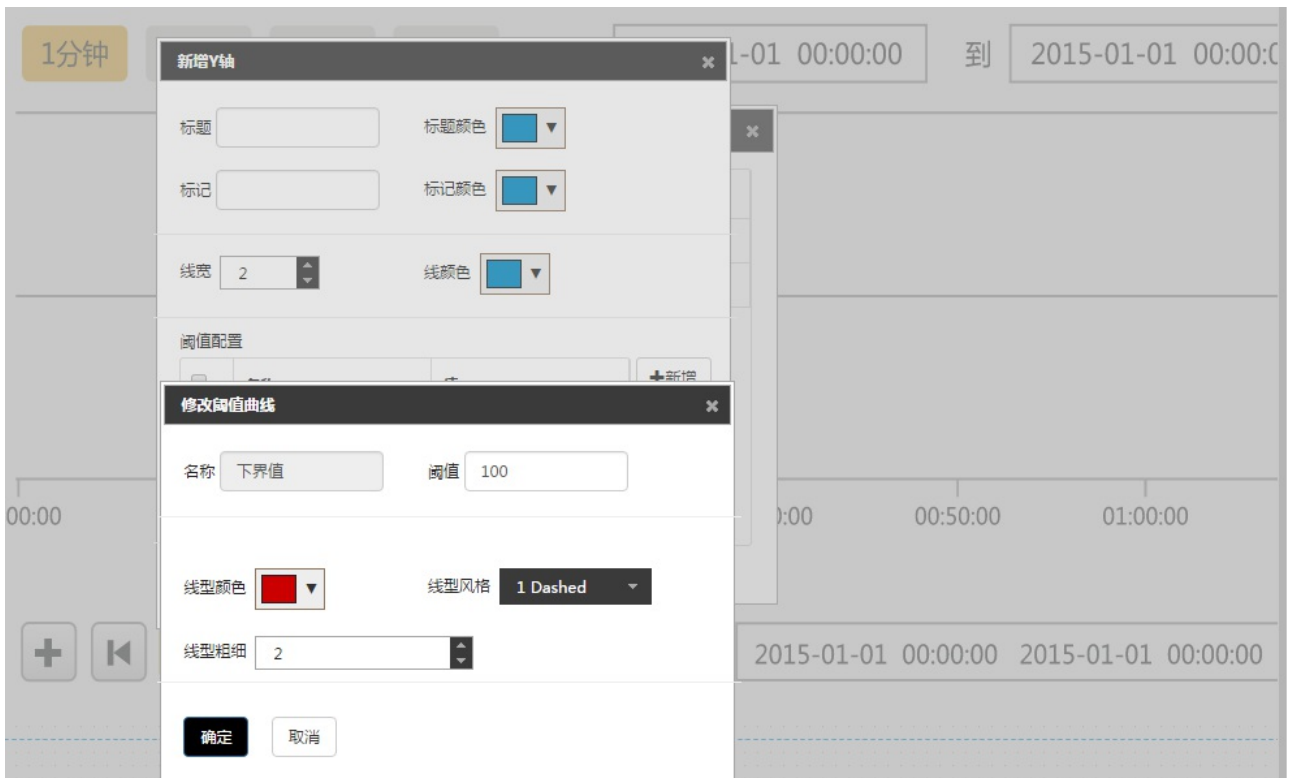 1分钟
-01 00:00:00
到
2015-01-01 00:00:0
新增Y轴
标题
标题颜色
标记
标记颜色
线宽 2
线颜色
阈值配置
新增
修改阈值曲线
名称 下界值
阈值 100
00:00
:00
00:50:00
01:00:00
线型颜色
线型风格 1 Dashed
线型粗细 2
2015-01-01 00:00:00 2015-01-01 00:00:00
确定
取消